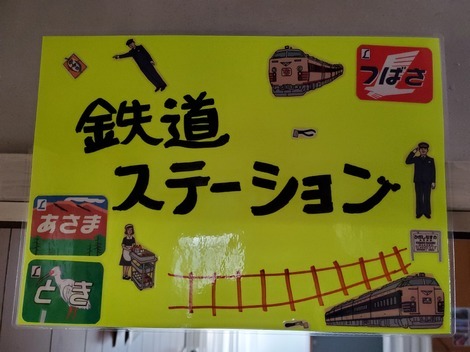 つばさ
鉄道
ステーション
あさま
とき